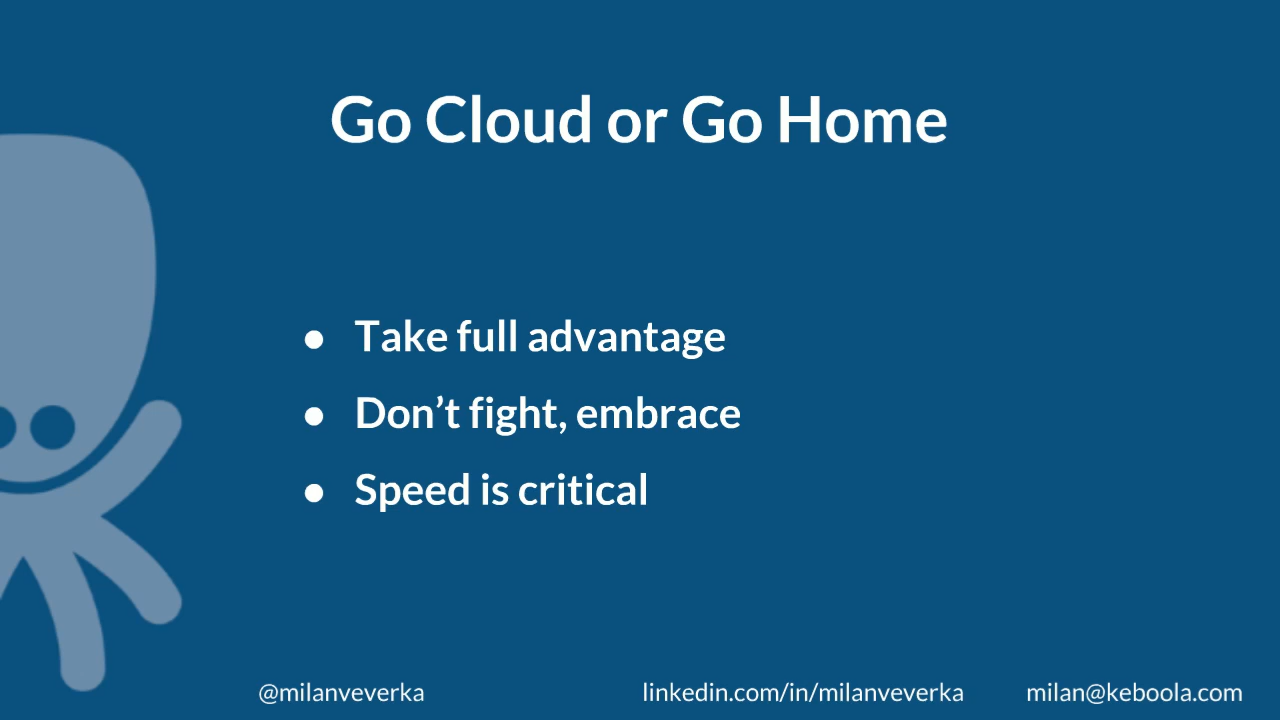 Go Cloud or Go Home
● Take full advantage
● Don’t fight, embrace
● Speed is critical
@milanveverka linkedin.com/in/milanveverka milan@keboola.com